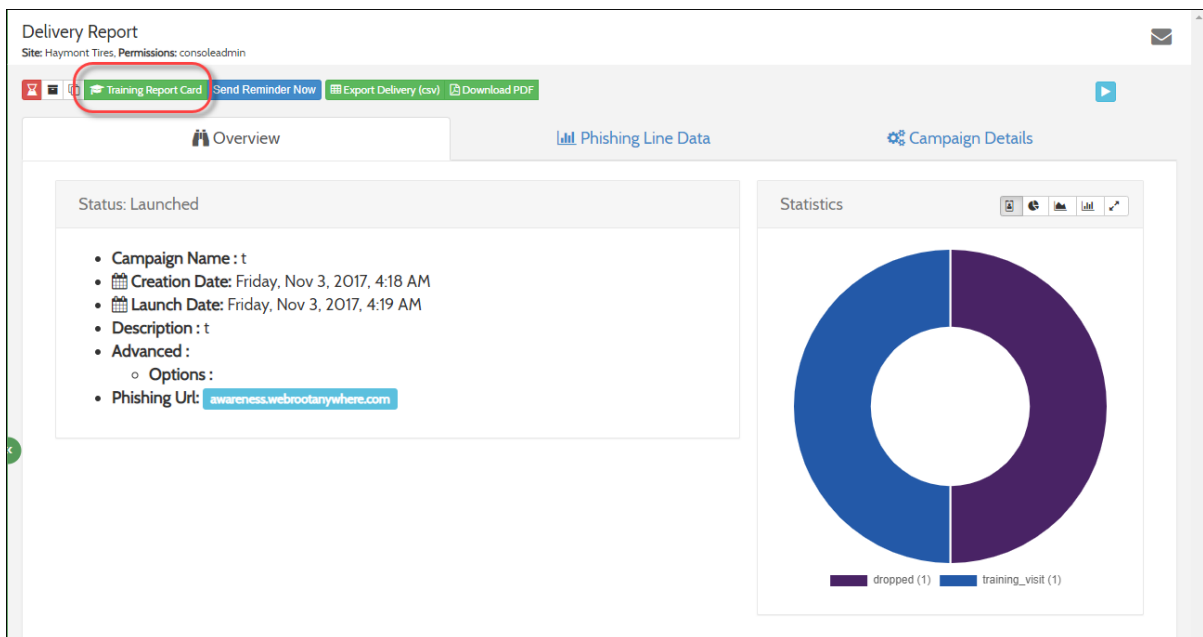 Delivery Report
Site: Haymont Tires, Permissions: consoleadmin
Training Report Card Send Reminder Now Export Delivery (csv) Download PDF
Overview Phishing Line Data Campaign Details
Status: Launched
Statistics
Campaign Name : t
Creation Date: Friday, Nov 3, 2017, 4:18 AM
Launch Date: Friday, Nov 3, 2017, 4:19 AM
Description : t
Advanced :
Options :
Phishing Url: awareness.webrootanywhere.com
dropped (1) training_visit (1)